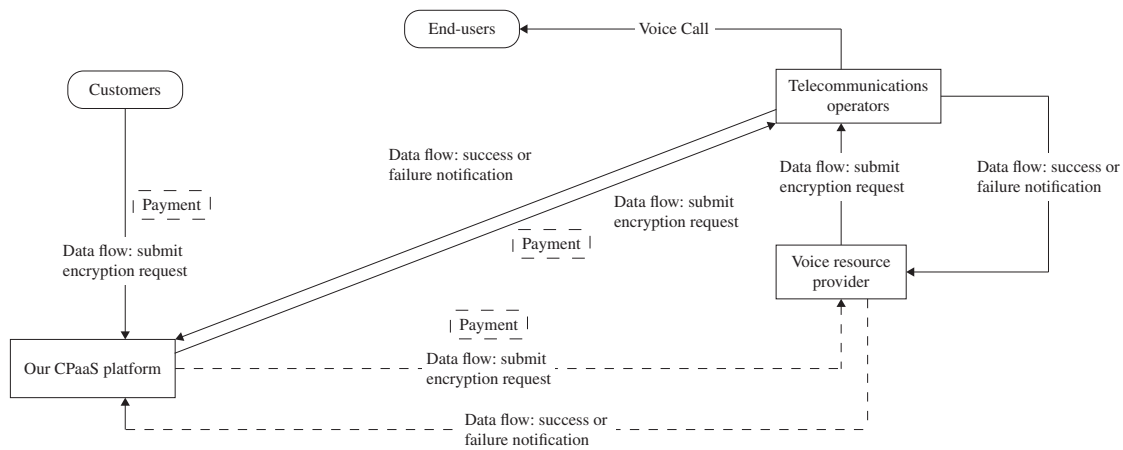 End-users
Voice Call
Customers
Telecommunications
operators
Data flow: success or
failure notification
Data flow: submit
encryption request
Data flow: success or
failure notification
Payment
Data flow: submit
encryption request
Payment
Data flow: submit
encryption request
Voice resource
provider
Payment
Our CPaaS platform
Data flow: submit
encryption request
Data flow: success or
failure notification